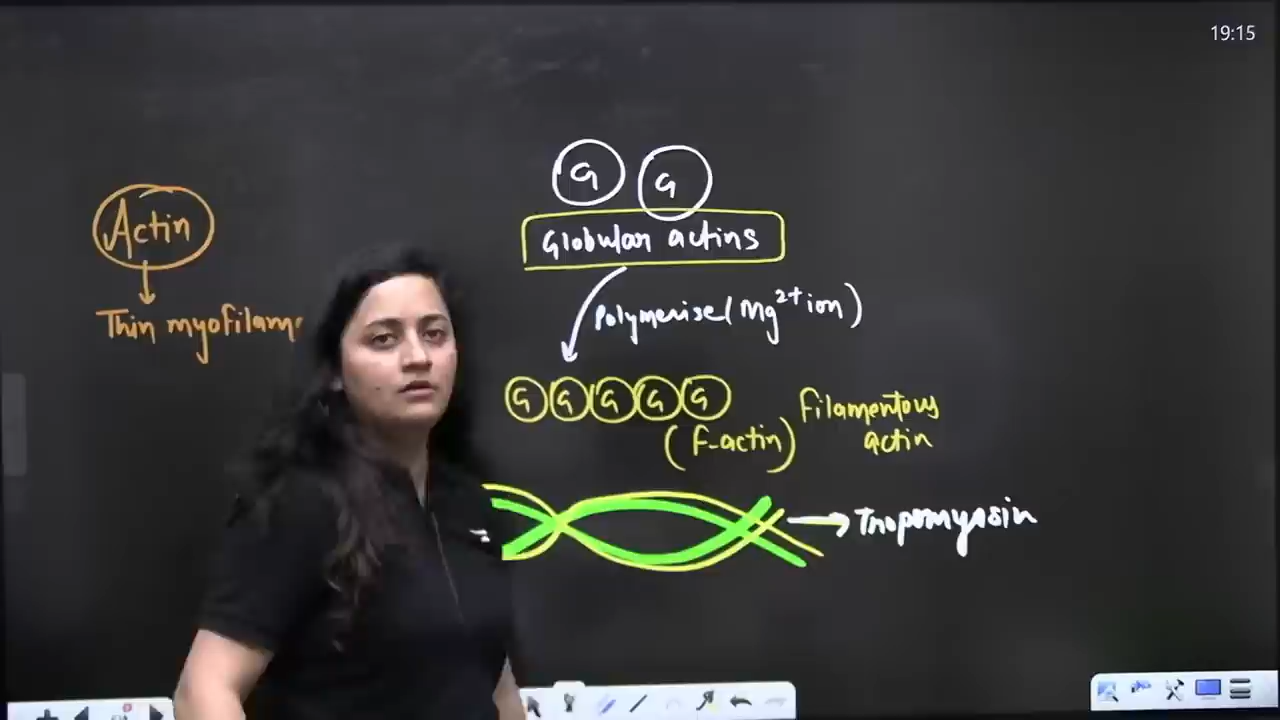 19:15
G G
Actin
Globular actins
Polymerise (Mg2+ ion)
Thin myofilam
G G G G G
Filamentous
actin
(F-actin)
Tropomyosin